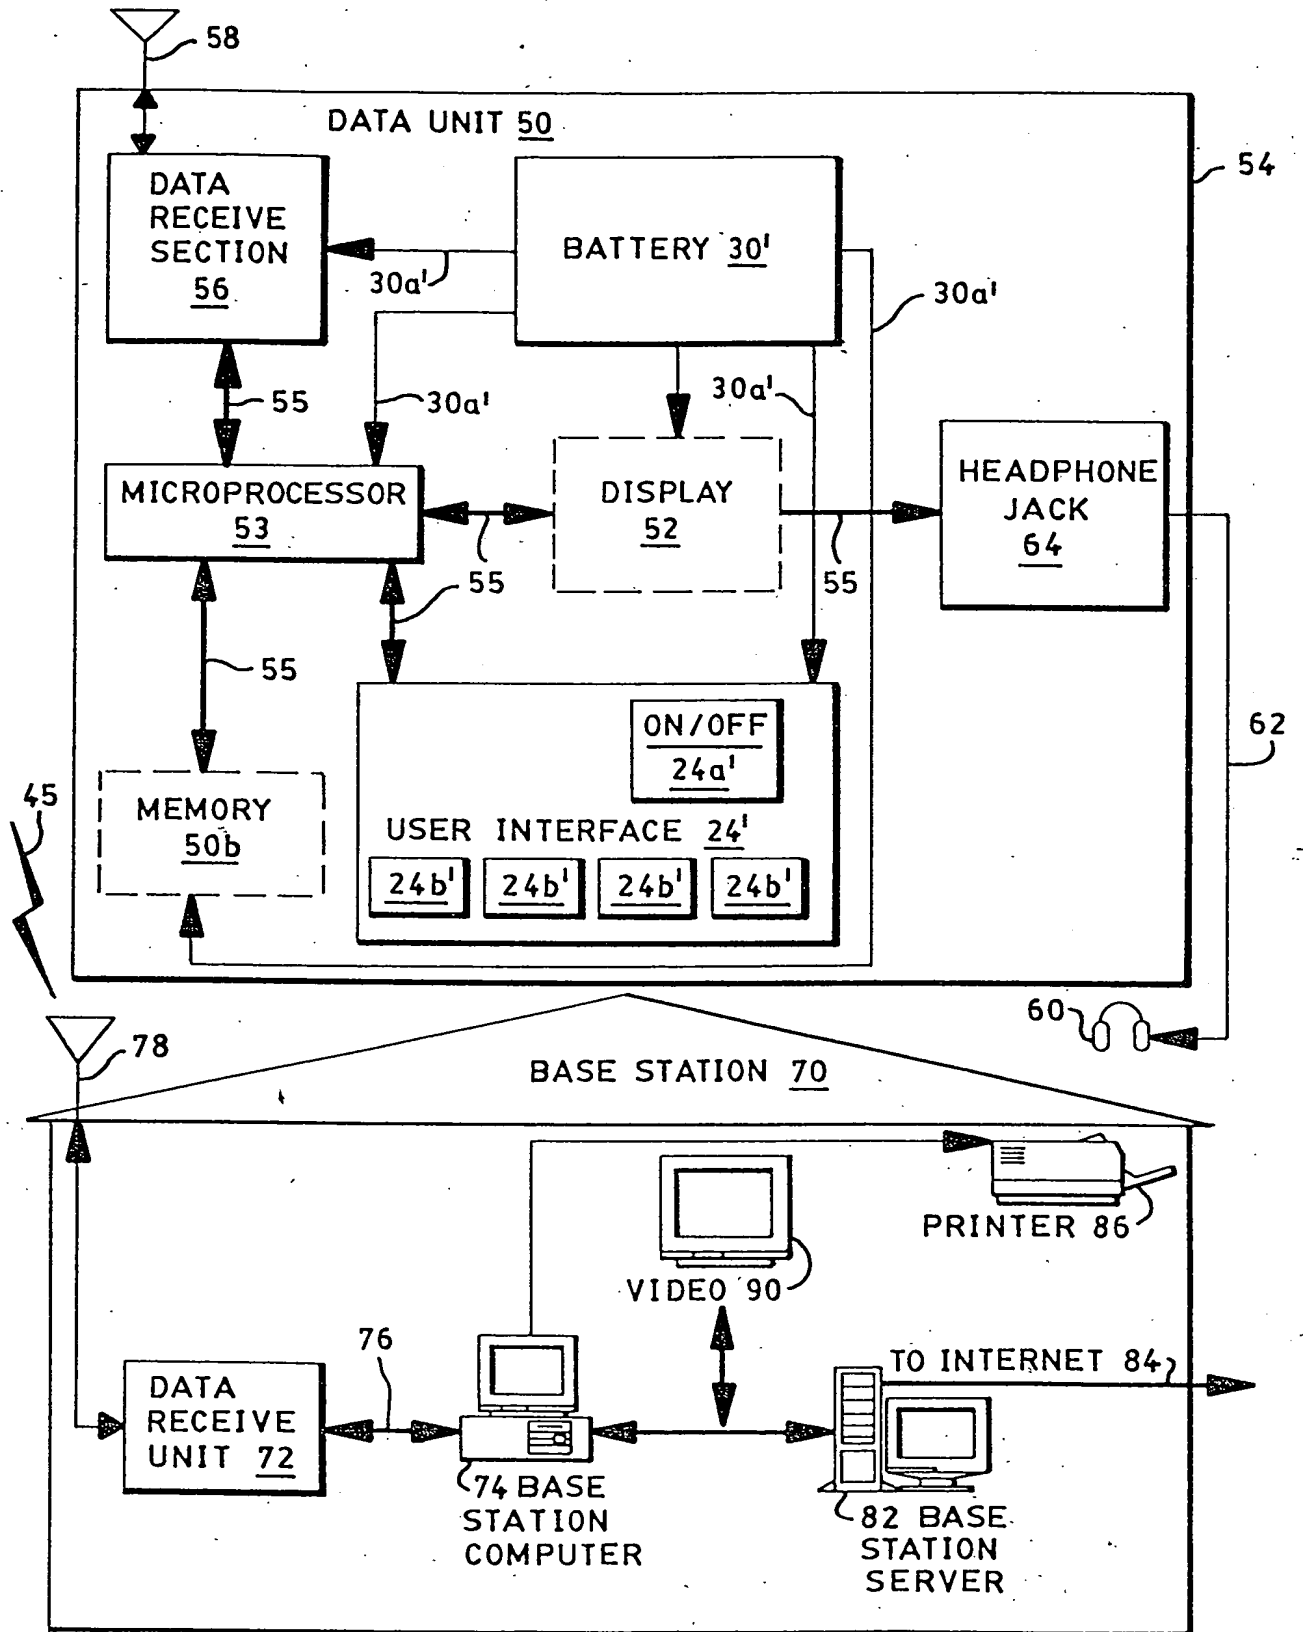 58
DATA UNIT 50
54
DATA
RECEIVE
SECTION
56
BATTERY 30'
30a'
30a'
30a'
30a'
55
MICROPROCESSOR
53
DISPLAY
52
HEADPHONE
JACK
64
55
55
55
55
ON/OFF
24a'
62
45
MEMORY
50b
USER INTERFACE 24'
24b'
24b'
24b'
24b'
60
78
BASE STATION 70
PRINTER 86
VIDEO 90
76
TO INTERNET 84
DATA
RECEIVE
UNIT 72
74 BASE
STATION
COMPUTER
82 BASE
STATION
SERVER